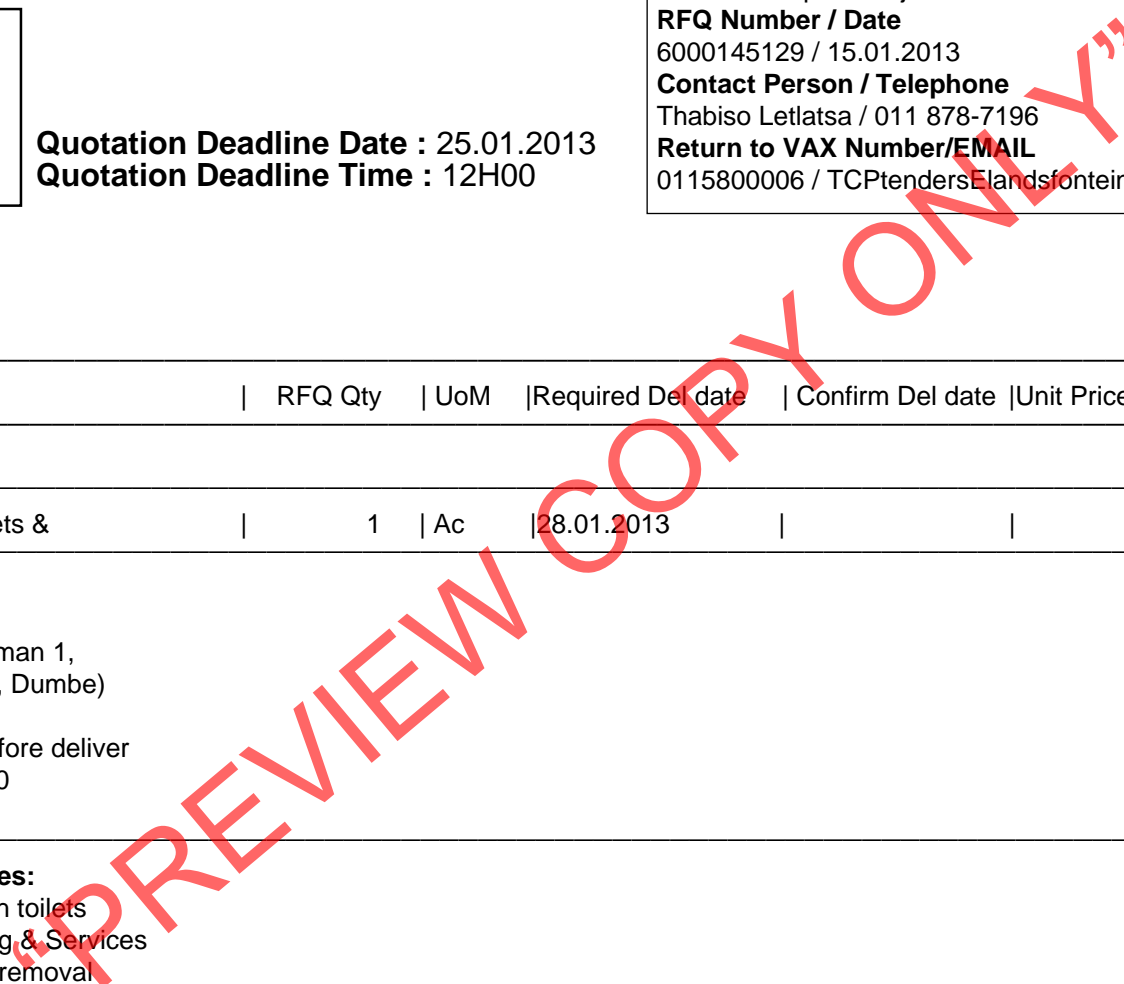 RFQ Number / Date
6000145129 / 15.01.2013
Contact Person / Telephone
Thabiso Letlatsa / 011 878-7196
Return to VAX Number/EMAIL
0115800006 / TCPtendersElandsfontein
Quotation Deadline Date : 25.01.2013
Quotation Deadline Time : 12H00
| RFQ Qty | UoM |Required Del date | Confirm Del date |Unit Price
ets & | 1 | Ac |28.01.2013 | |
man 1,
, Dumbe)
fore deliver
0
es:
n toilets
g & Services
removal
“PREVIEW COPY ONLY”